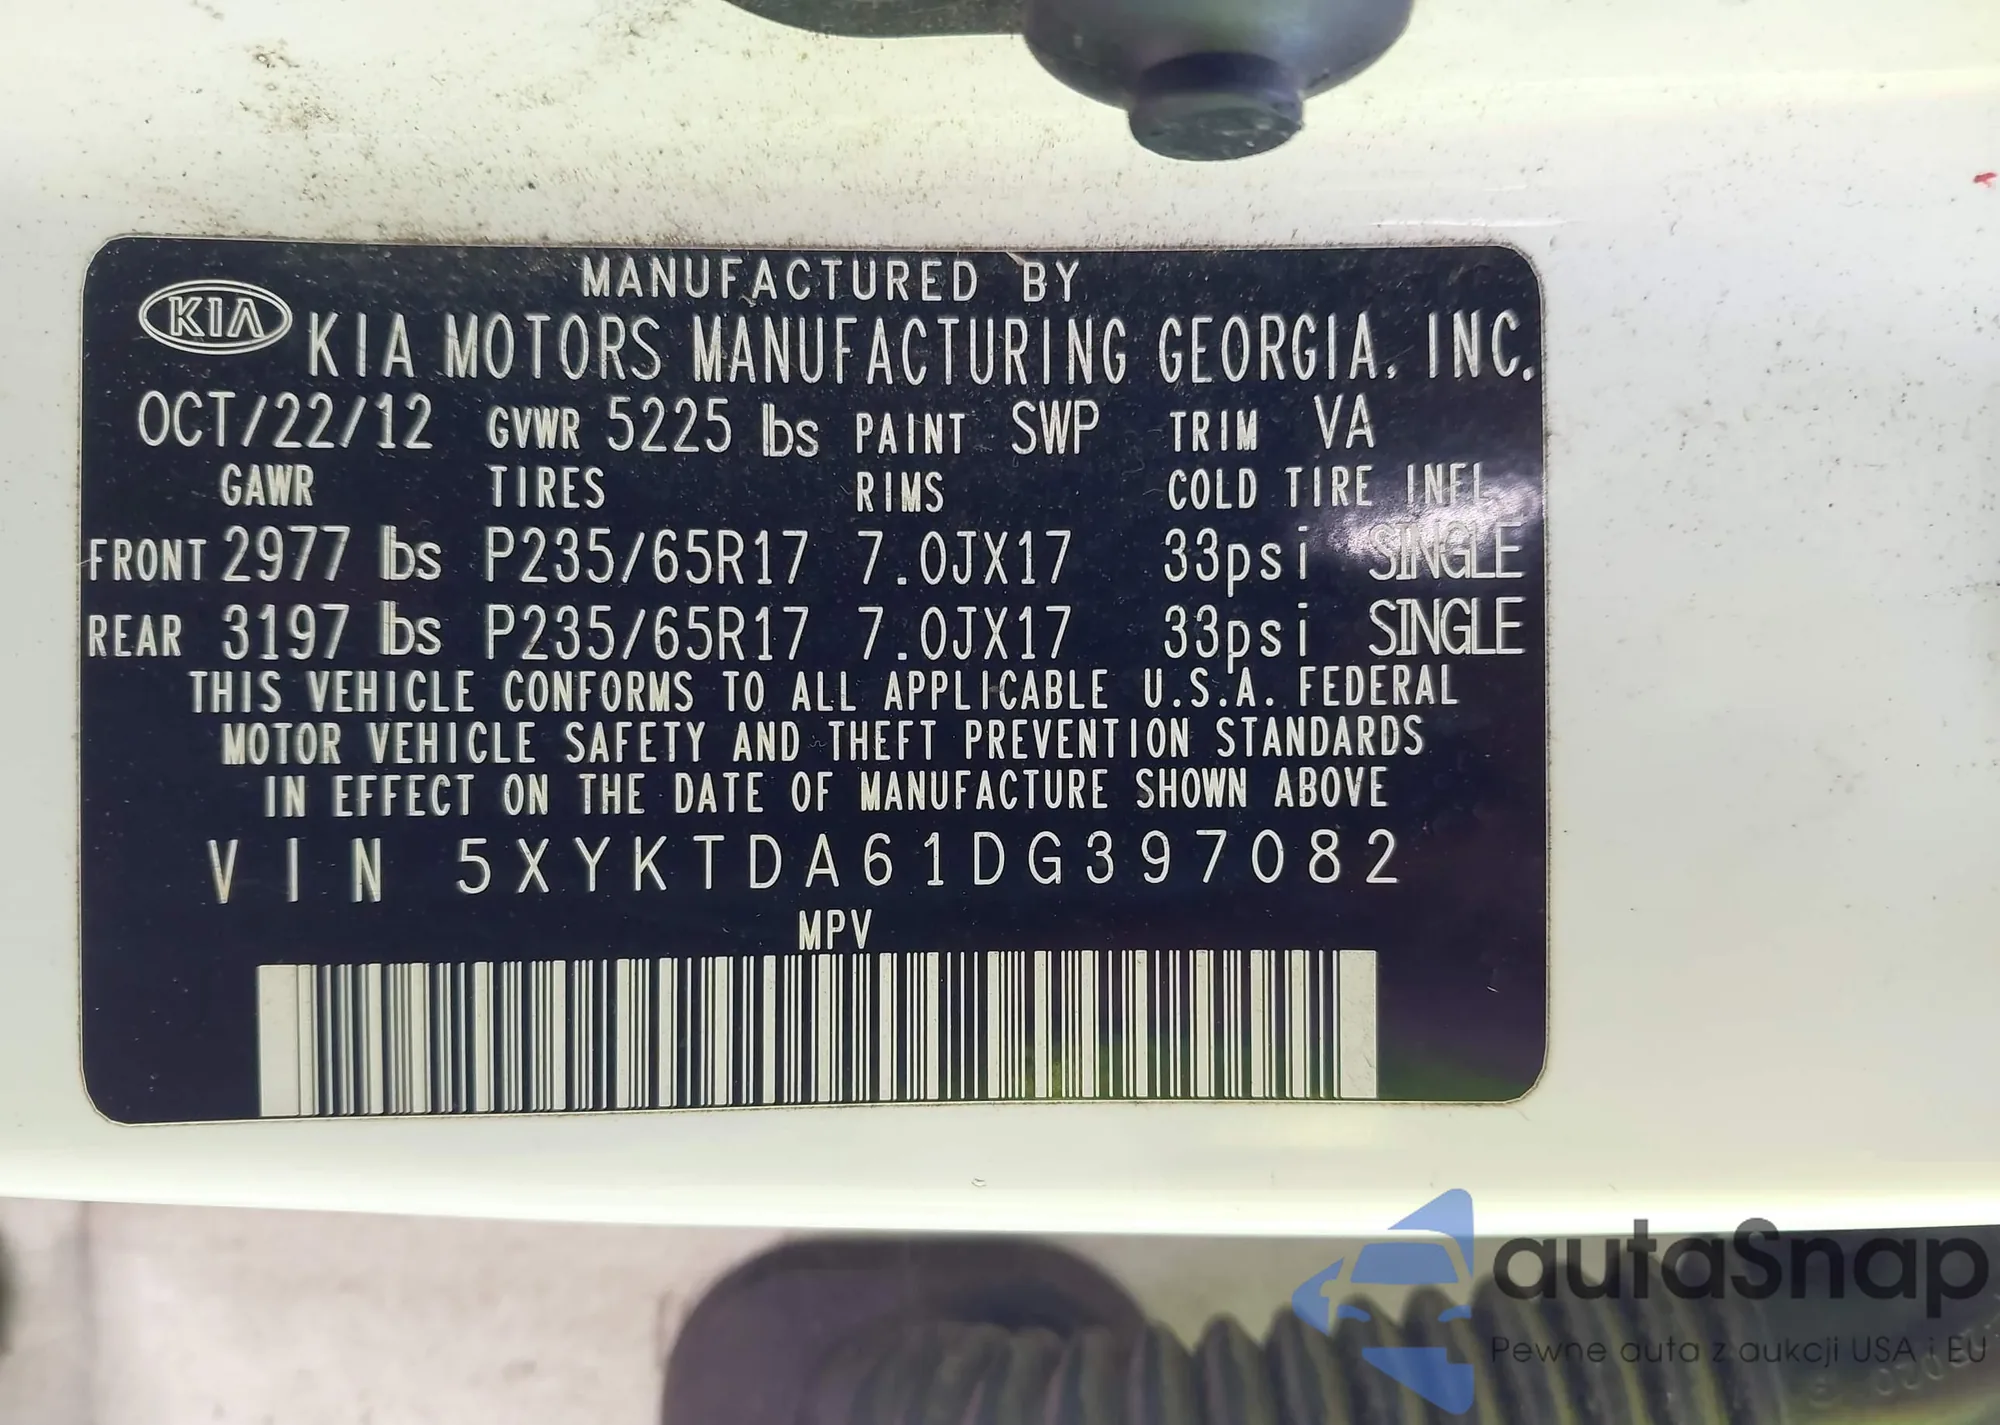 MANUFACTURED BY
KIA KIA MOTORS MANUFACTURING GEORGIA, INC.
OCT/22/12 GVWR 5225 lbs PAINT SWP TRIM VA
GAWR TIRES RIMS COLD TIRE INFL
FRONT 2977 lbs P235/65R17 7.0JX17 33psi SINGLE
REAR 3197 lbs P235/65R17 7.0JX17 33psi SINGLE
THIS VEHICLE CONFORMS TO ALL APPLICABLE U.S.A. FEDERAL
MOTOR VEHICLE SAFETY AND THEFT PREVENTION STANDARDS
IN EFFECT ON THE DATE OF MANUFACTURE SHOWN ABOVE
VIN 5XYKTDA61DG397082
MPV
autaSnap
Pewne auta z aukcji USA i EU